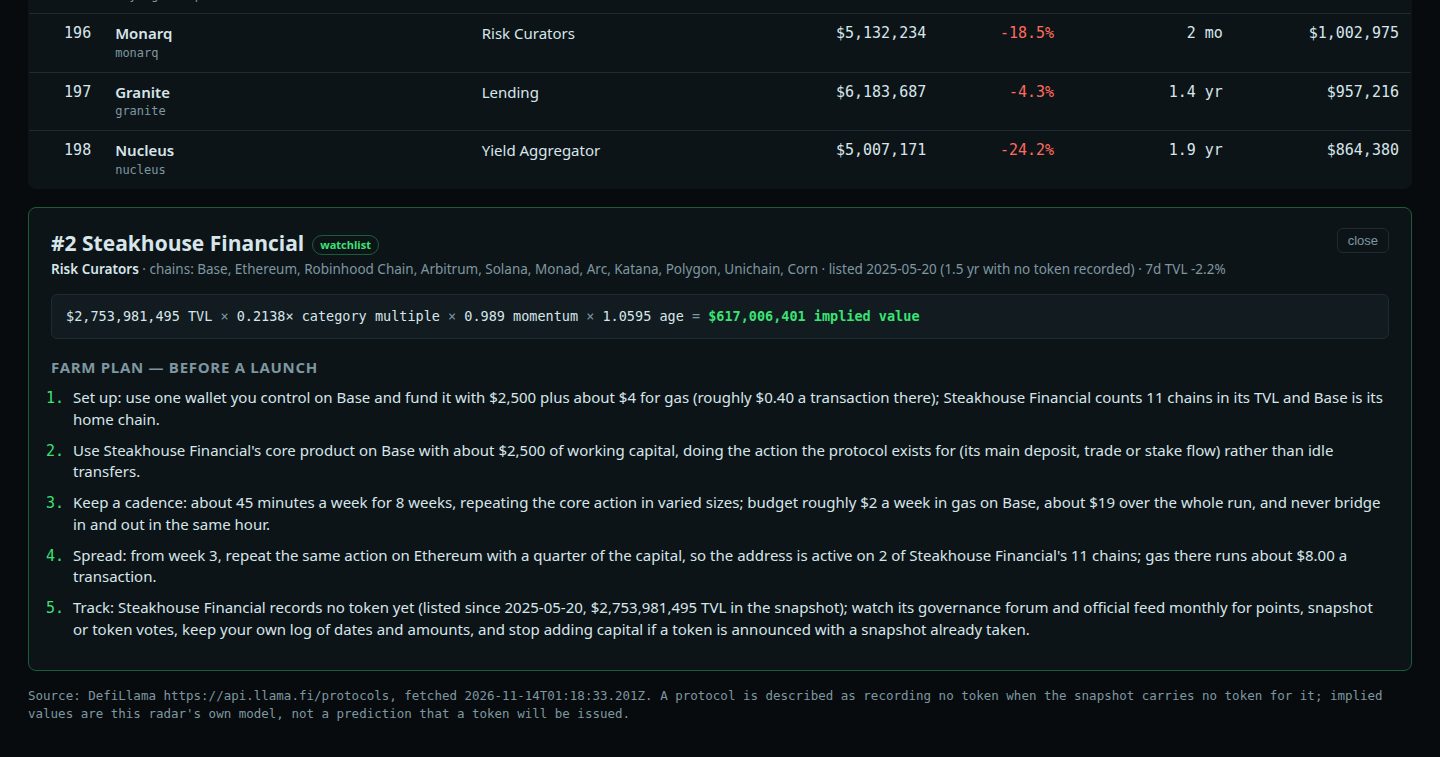 196 Monarq Risk Curators $5,132,234 -18.5% 2 mo $1,002,975
monarq
197 Granite Lending $6,183,687 -4.3% 1.4 yr $957,216
granite
198 Nucleus Yield Aggregator $5,007,171 -24.2% 1.9 yr $864,380
nucleus
#2 Steakhouse Financial watchlist close
Risk Curators · chains: Base, Ethereum, Robinhood Chain, Arbitrum, Solana, Monad, Arc, Katana, Polygon, Unichain, Corn · listed 2025-05-20 (1.5 yr with no token recorded) · 7d TVL -2.2%
$2,753,981,495 TVL × 0.2138× category multiple × 0.989 momentum × 1.0595 age = $617,006,401 implied value
FARM PLAN — BEFORE A LAUNCH
1. Set up: use one wallet you control on Base and fund it with $2,500 plus about $4 for gas (roughly $0.40 a transaction there); Steakhouse Financial counts 11 chains in its TVL and Base is its
home chain.
2. Use Steakhouse Financial's core product on Base with about $2,500 of working capital, doing the action the protocol exists for (its main deposit, trade or stake flow) rather than idle
transfers.
3. Keep a cadence: about 45 minutes a week for 8 weeks, repeating the core action in varied sizes; budget roughly $2 a week in gas on Base, about $19 over the whole run, and never bridge
in and out in the same hour.
4. Spread: from week 3, repeat the same action on Ethereum with a quarter of the capital, so the address is active on 2 of Steakhouse Financial's 11 chains; gas there runs about $8.00 a
transaction.
5. Track: Steakhouse Financial records no token yet (listed since 2025-05-20, $2,753,981,495 TVL in the snapshot); watch its governance forum and official feed monthly for points, snapshot
or token votes, keep your own log of dates and amounts, and stop adding capital if a token is announced with a snapshot already taken.
Source: DefiLlama https://api.llama.fi/protocols, fetched 2026-11-14T01:18:33.201Z. A protocol is described as recording no token when the snapshot carries no token for it; implied
values are this radar's own model, not a prediction that a token will be issued.